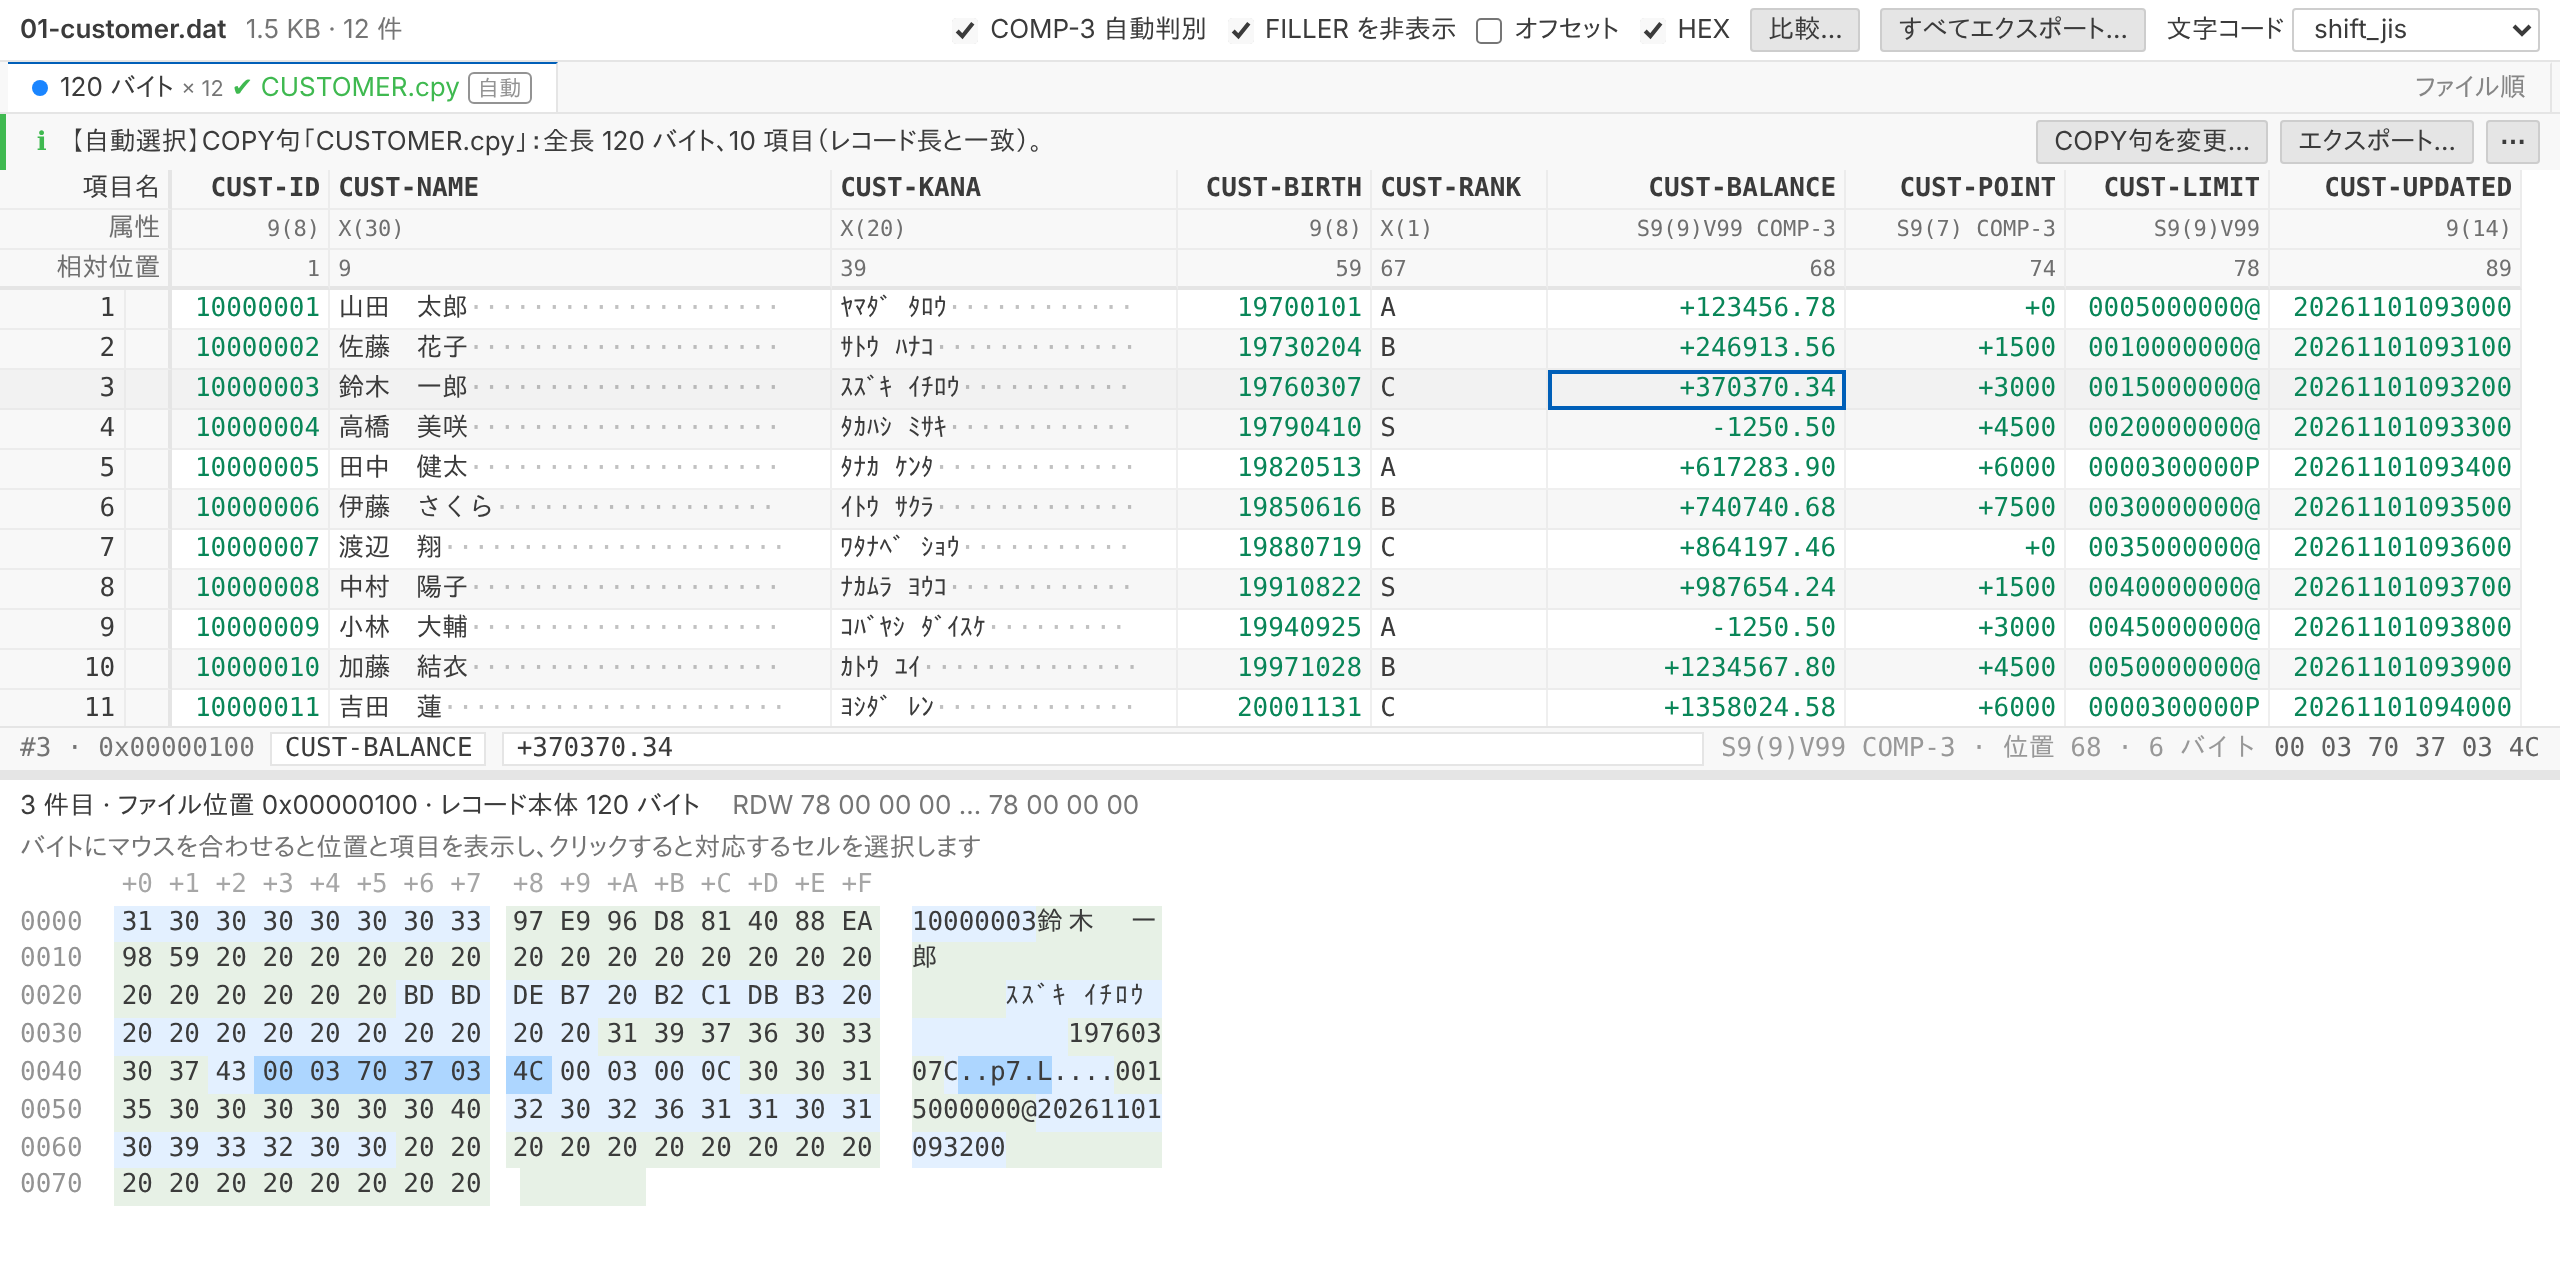 01-customer.dat 1.5 KB · 12 件 ✓ COMP-3 自動判別 ✓ FILLER を非表示 オフセット ✓ HEX 比較... すべてエクスポート... 文字コード shift_jis
120 バイト × 12 ✓ CUSTOMER.cpy 自動 ファイル順
ℹ 【自動選択】COPY句「CUSTOMER.cpy」：全長 120 バイト、10 項目（レコード長と一致）。 COPY句を変更... エクスポート... ...
項目名 CUST-ID CUST-NAME CUST-KANA CUST-BIRTH CUST-RANK CUST-BALANCE CUST-POINT CUST-LIMIT CUST-UPDATED
属性 9(8) X(30) X(20) 9(8) X(1) S9(9)V99 COMP-3 S9(7) COMP-3 S9(9)V99 9(14)
相対位置 1 9 39 59 67 68 74 78 89
1 10000001 山田　太郎···················· ﾔﾏﾀﾞ ﾀﾛｳ············ 19700101 A +123456.78 +0 0005000000@ 20261101093000
2 10000002 佐藤　花子···················· ｻﾄｳ ﾊﾅｺ············· 19730204 B +246913.56 +1500 0010000000@ 20261101093100
3 10000003 鈴木　一郎···················· ｽｽﾞｷ ｲﾁﾛｳ··········· 19760307 C +370370.34 +3000 0015000000@ 20261101093200
4 10000004 高橋　美咲···················· ﾀｶﾊｼ ﾐｻｷ············ 19790410 S -1250.50 +4500 0020000000@ 20261101093300
5 10000005 田中　健太···················· ﾀﾅｶ ｹﾝﾀ············· 19820513 A +617283.90 +6000 0000300000P 20261101093400
6 10000006 伊藤　さくら·················· ｲﾄｳ ｻｸﾗ············· 19850616 B +740740.68 +7500 0030000000@ 20261101093500
7 10000007 渡辺　翔······················ ﾜﾀﾅﾍﾞ ｼｮｳ··········· 19880719 C +864197.46 +0 0035000000@ 20261101093600
8 10000008 中村　陽子···················· ﾅｶﾑﾗ ﾖｳｺ············ 19910822 S +987654.24 +1500 0040000000@ 20261101093700
9 10000009 小林　大輔···················· ｺﾊﾞﾔｼ ﾀﾞｲｽｹ········· 19940925 A -1250.50 +3000 0045000000@ 20261101093800
10 10000010 加藤　結衣···················· ｶﾄｳ ﾕｲ·············· 19971028 B +1234567.80 +4500 0050000000@ 20261101093900
11 10000011 吉田　蓮······················ ﾖｼﾀﾞ ﾚﾝ············· 20001131 C +1358024.58 +6000 0000300000P 20261101094000
#3 · 0x00000100 CUST-BALANCE +370370.34 S9(9)V99 COMP-3 · 位置 68 · 6 バイト 00 03 70 37 03 4C
3 件目 · ファイル位置 0x00000100 · レコード本体 120 バイト RDW 78 00 00 00 ... 78 00 00 00
バイトにマウスを合わせると位置と項目を表示し、クリックすると対応するセルを選択します
+0 +1 +2 +3 +4 +5 +6 +7 +8 +9 +A +B +C +D +E +F
0000 31 30 30 30 30 30 30 33 97 E9 96 D8 81 40 88 EA 10000003鈴木　一
0010 98 59 20 20 20 20 20 20 20 20 20 20 20 20 20 20 郎
0020 20 20 20 20 20 20 BD BD DE B7 20 B2 C1 DB B3 20 ｽｽﾞｷ ｲﾁﾛｳ
0030 20 20 20 20 20 20 20 20 20 20 31 39 37 36 30 33 197603
0040 30 37 43 00 03 70 37 03 4C 00 03 00 0C 30 30 31 07C..p7.L....001
0050 35 30 30 30 30 30 30 40 32 30 32 36 31 31 30 31 5000000@20261101
0060 30 39 33 32 30 30 20 20 20 20 20 20 20 20 20 20 093200
0070 20 20 20 20 20 20 20 20